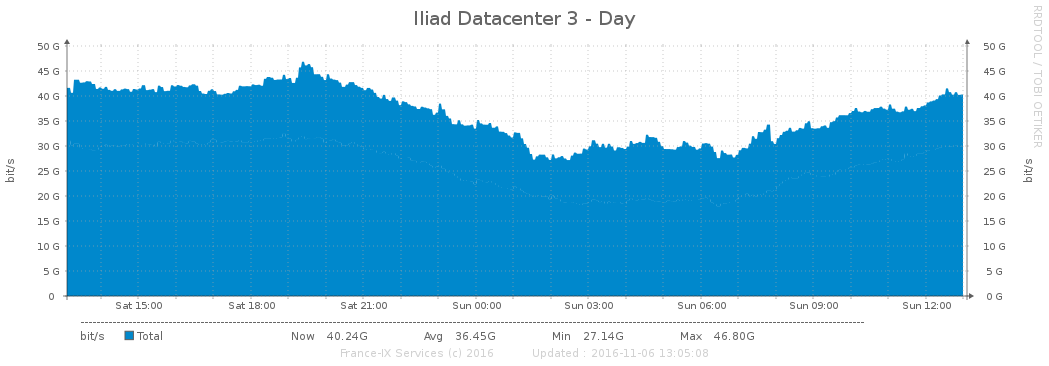 Iliad Datacenter 3 - Day
RRDTOOL / TOBI OETIKER
50 G 50 G
45 G 45 G
40 G 40 G
35 G 35 G
30 G 30 G
25 G 25 G
20 G 20 G
15 G 15 G
10 G 10 G
5 G 5 G
0 0 G
bit/s bit/s
Sat 15:00 Sat 18:00 Sat 21:00 Sun 00:00 Sun 03:00 Sun 06:00 Sun 09:00 Sun 12:00
bit/s Total Now 40.24G Avg 36.45G Min 27.14G Max 46.80G
France-IX Services (c) 2016 Updated : 2016-11-06 13:05:08